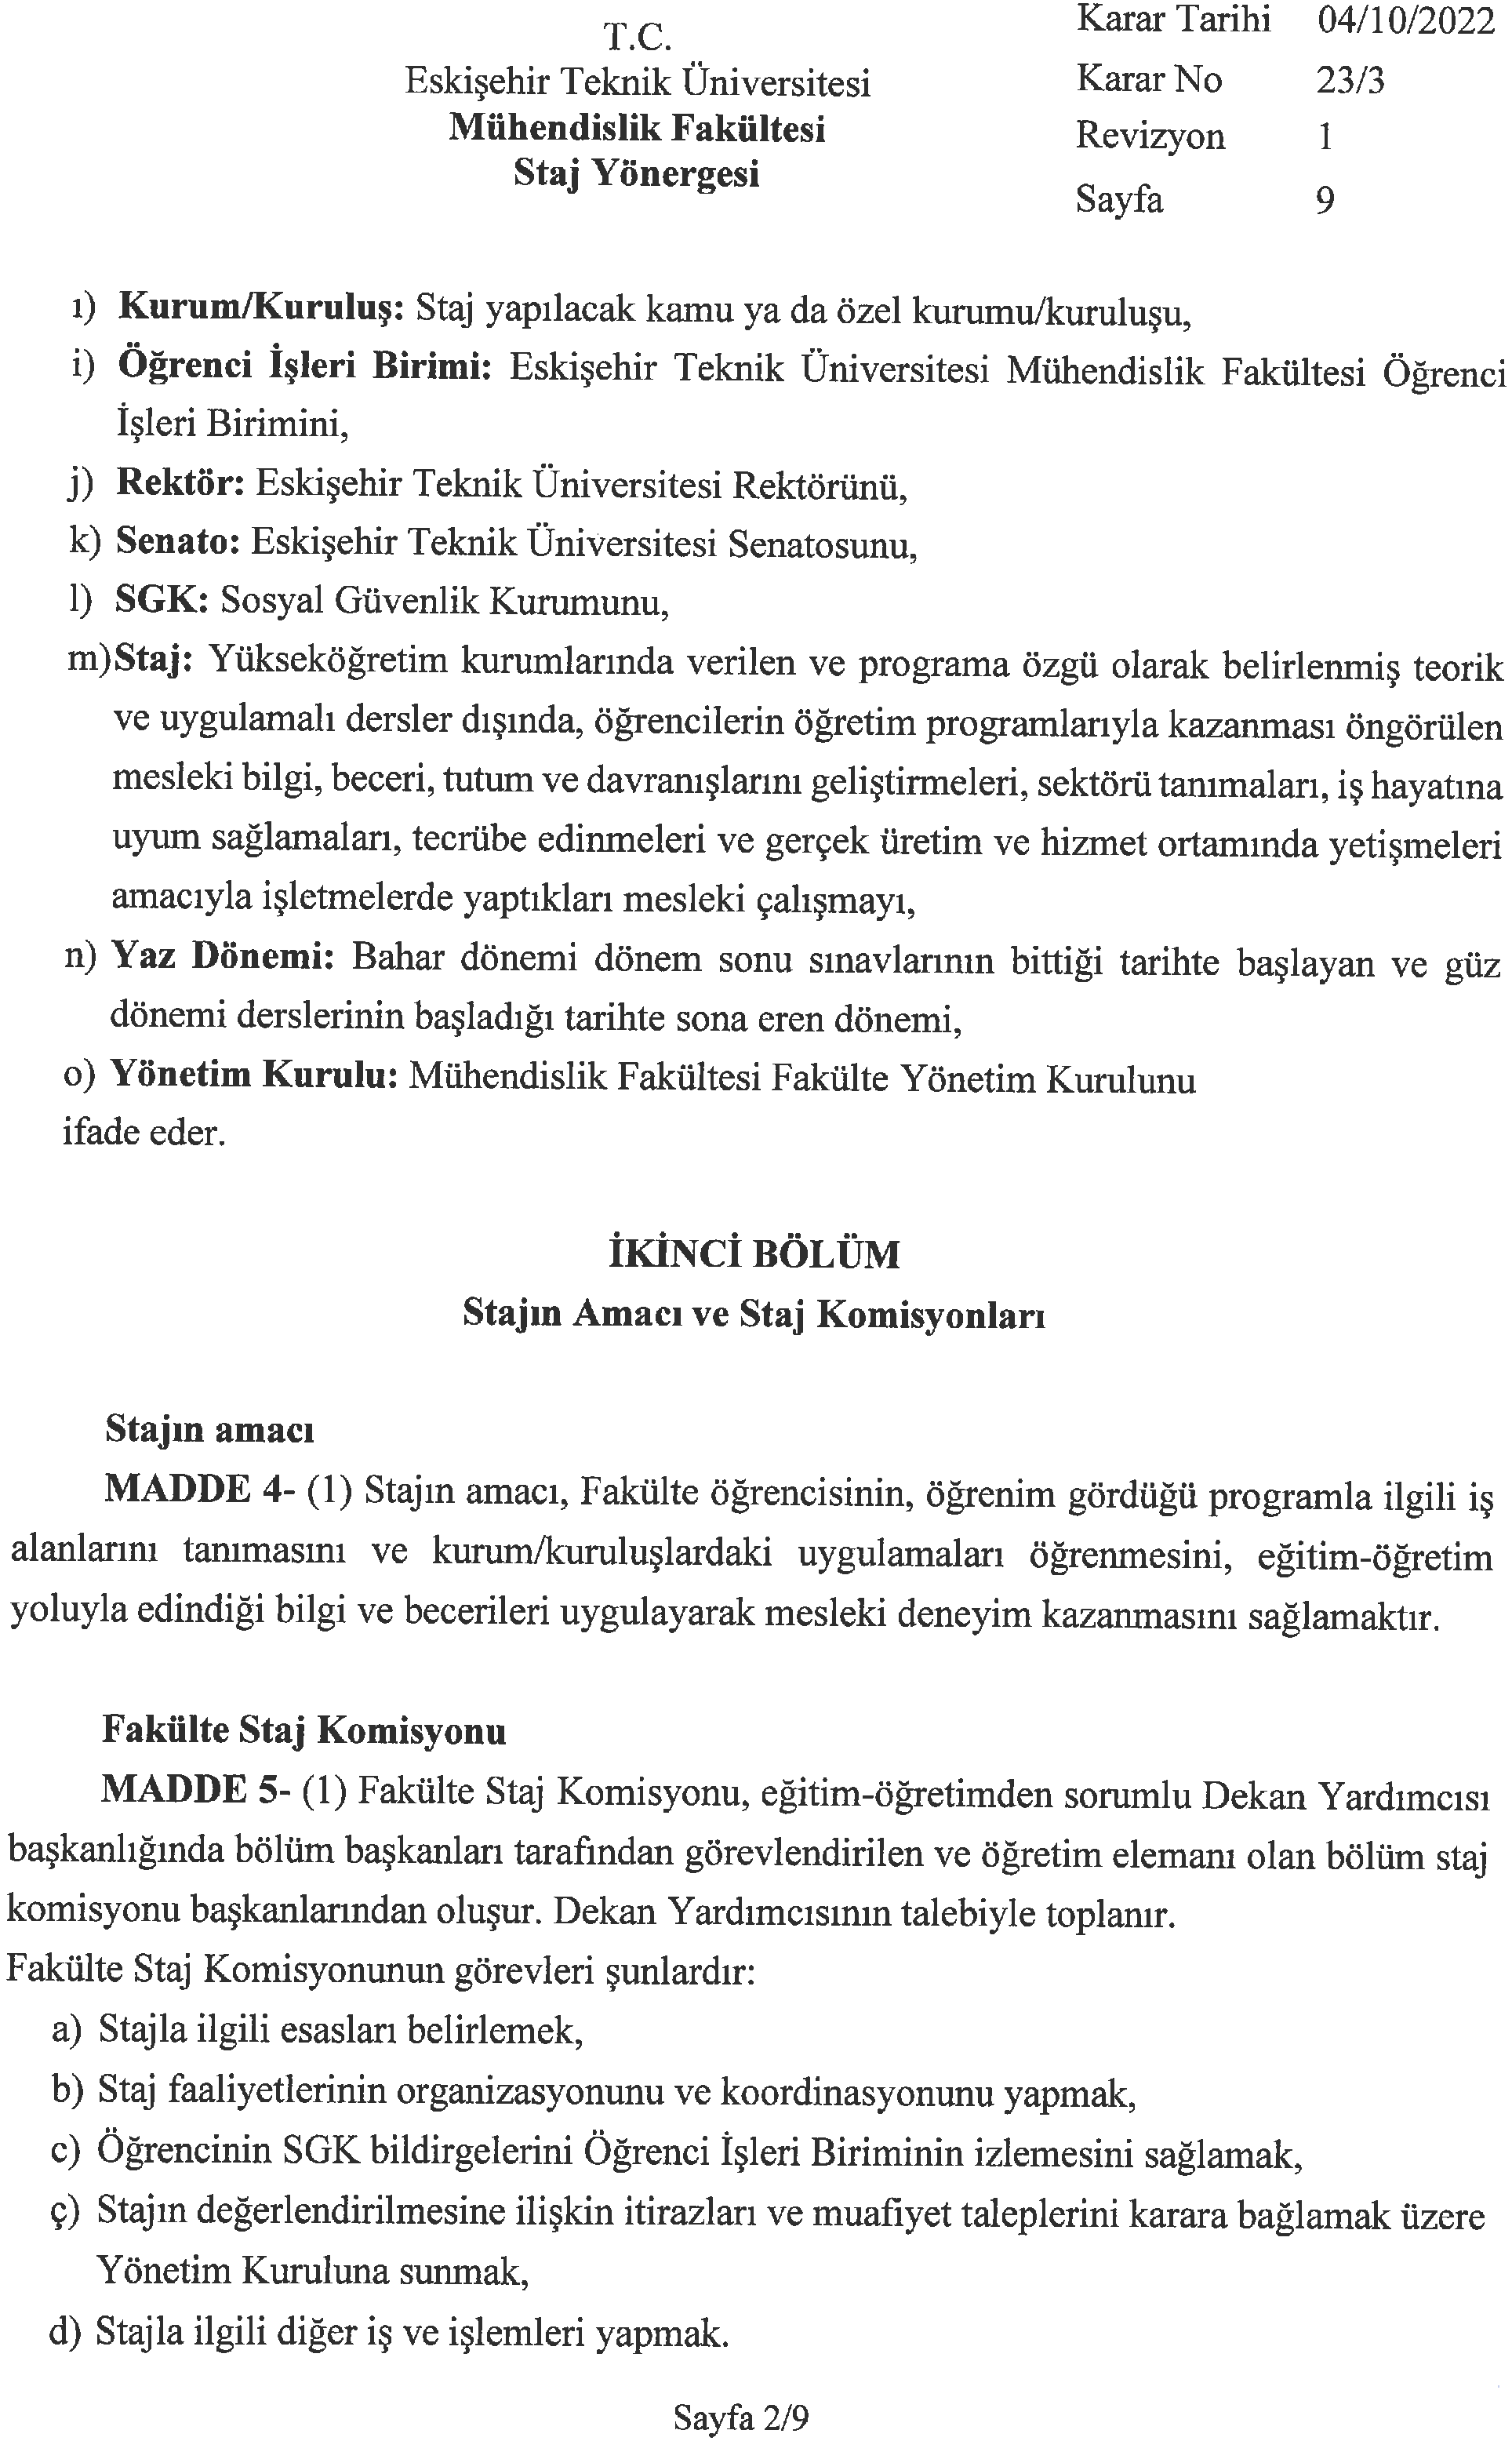 T.C.
Eskişehir Teknik Üniversitesi
Mühendislik Fakültesi
Staj Yönergesi
Karar Tarihi 04/10/2022
Karar No 23/3
Revizyon 1
Sayfa 9
ı) Kurum/Kuruluş: Staj yapılacak kamu ya da özel kurumu/kuruluşu,
i) Öğrenci İşleri Birimi: Eskişehir Teknik Üniversitesi Mühendislik Fakültesi Öğrenci
İşleri Birimini,
j) Rektör: Eskişehir Teknik Üniversitesi Rektörünü,
k) Senato: Eskişehir Teknik Üniversitesi Senatosunu,
l) SGK: Sosyal Güvenlik Kurumunu,
m)Staj: Yükseköğretim kurumlarında verilen ve programa özgü olarak belirlenmiş teorik
ve uygulamalı dersler dışında, öğrencilerin öğretim programlarıyla kazanması öngörülen
mesleki bilgi, beceri, tutum ve davranışlarını geliştirmeleri, sektörü tanımaları, iş hayatına
uyum sağlamaları, tecrübe edinmeleri ve gerçek üretim ve hizmet ortamında yetişmeleri
amacıyla işletmelerde yaptıkları mesleki çalışmayı,
n) Yaz Dönemi: Bahar dönemi dönem sonu sınavlarının bittiği tarihte başlayan ve güz
dönemi derslerinin başladığı tarihte sona eren dönemi,
o) Yönetim Kurulu: Mühendislik Fakültesi Fakülte Yönetim Kurulunu
ifade eder.
İKİNCİ BÖLÜM
Stajın Amacı ve Staj Komisyonları
Stajın amacı
MADDE 4- (1) Stajın amacı, Fakülte öğrencisinin, öğrenim gördüğü programla ilgili iş
alanlarını tanımasını ve kurum/kuruluşlardaki uygulamaları öğrenmesini, eğitim-öğretim
yoluyla edindiği bilgi ve becerileri uygulayarak mesleki deneyim kazanmasını sağlamaktır.
Fakülte Staj Komisyonu
MADDE 5- (1) Fakülte Staj Komisyonu, eğitim-öğretimden sorumlu Dekan Yardımcısı
başkanlığında bölüm başkanları tarafından görevlendirilen ve öğretim elemanı olan bölüm staj
komisyonu başkanlarından oluşur. Dekan Yardımcısının talebiyle toplanır.
Fakülte Staj Komisyonunun görevleri şunlardır:
a) Stajla ilgili esasları belirlemek,
b) Staj faaliyetlerinin organizasyonunu ve koordinasyonunu yapmak,
c) Öğrencinin SGK bildirgelerini Öğrenci İşleri Biriminin izlemesini sağlamak,
ç) Stajın değerlendirilmesine ilişkin itirazları ve muafiyet taleplerini karara bağlamak üzere
Yönetim Kuruluna sunmak,
d) Stajla ilgili diğer iş ve işlemleri yapmak.
Sayfa 2/9